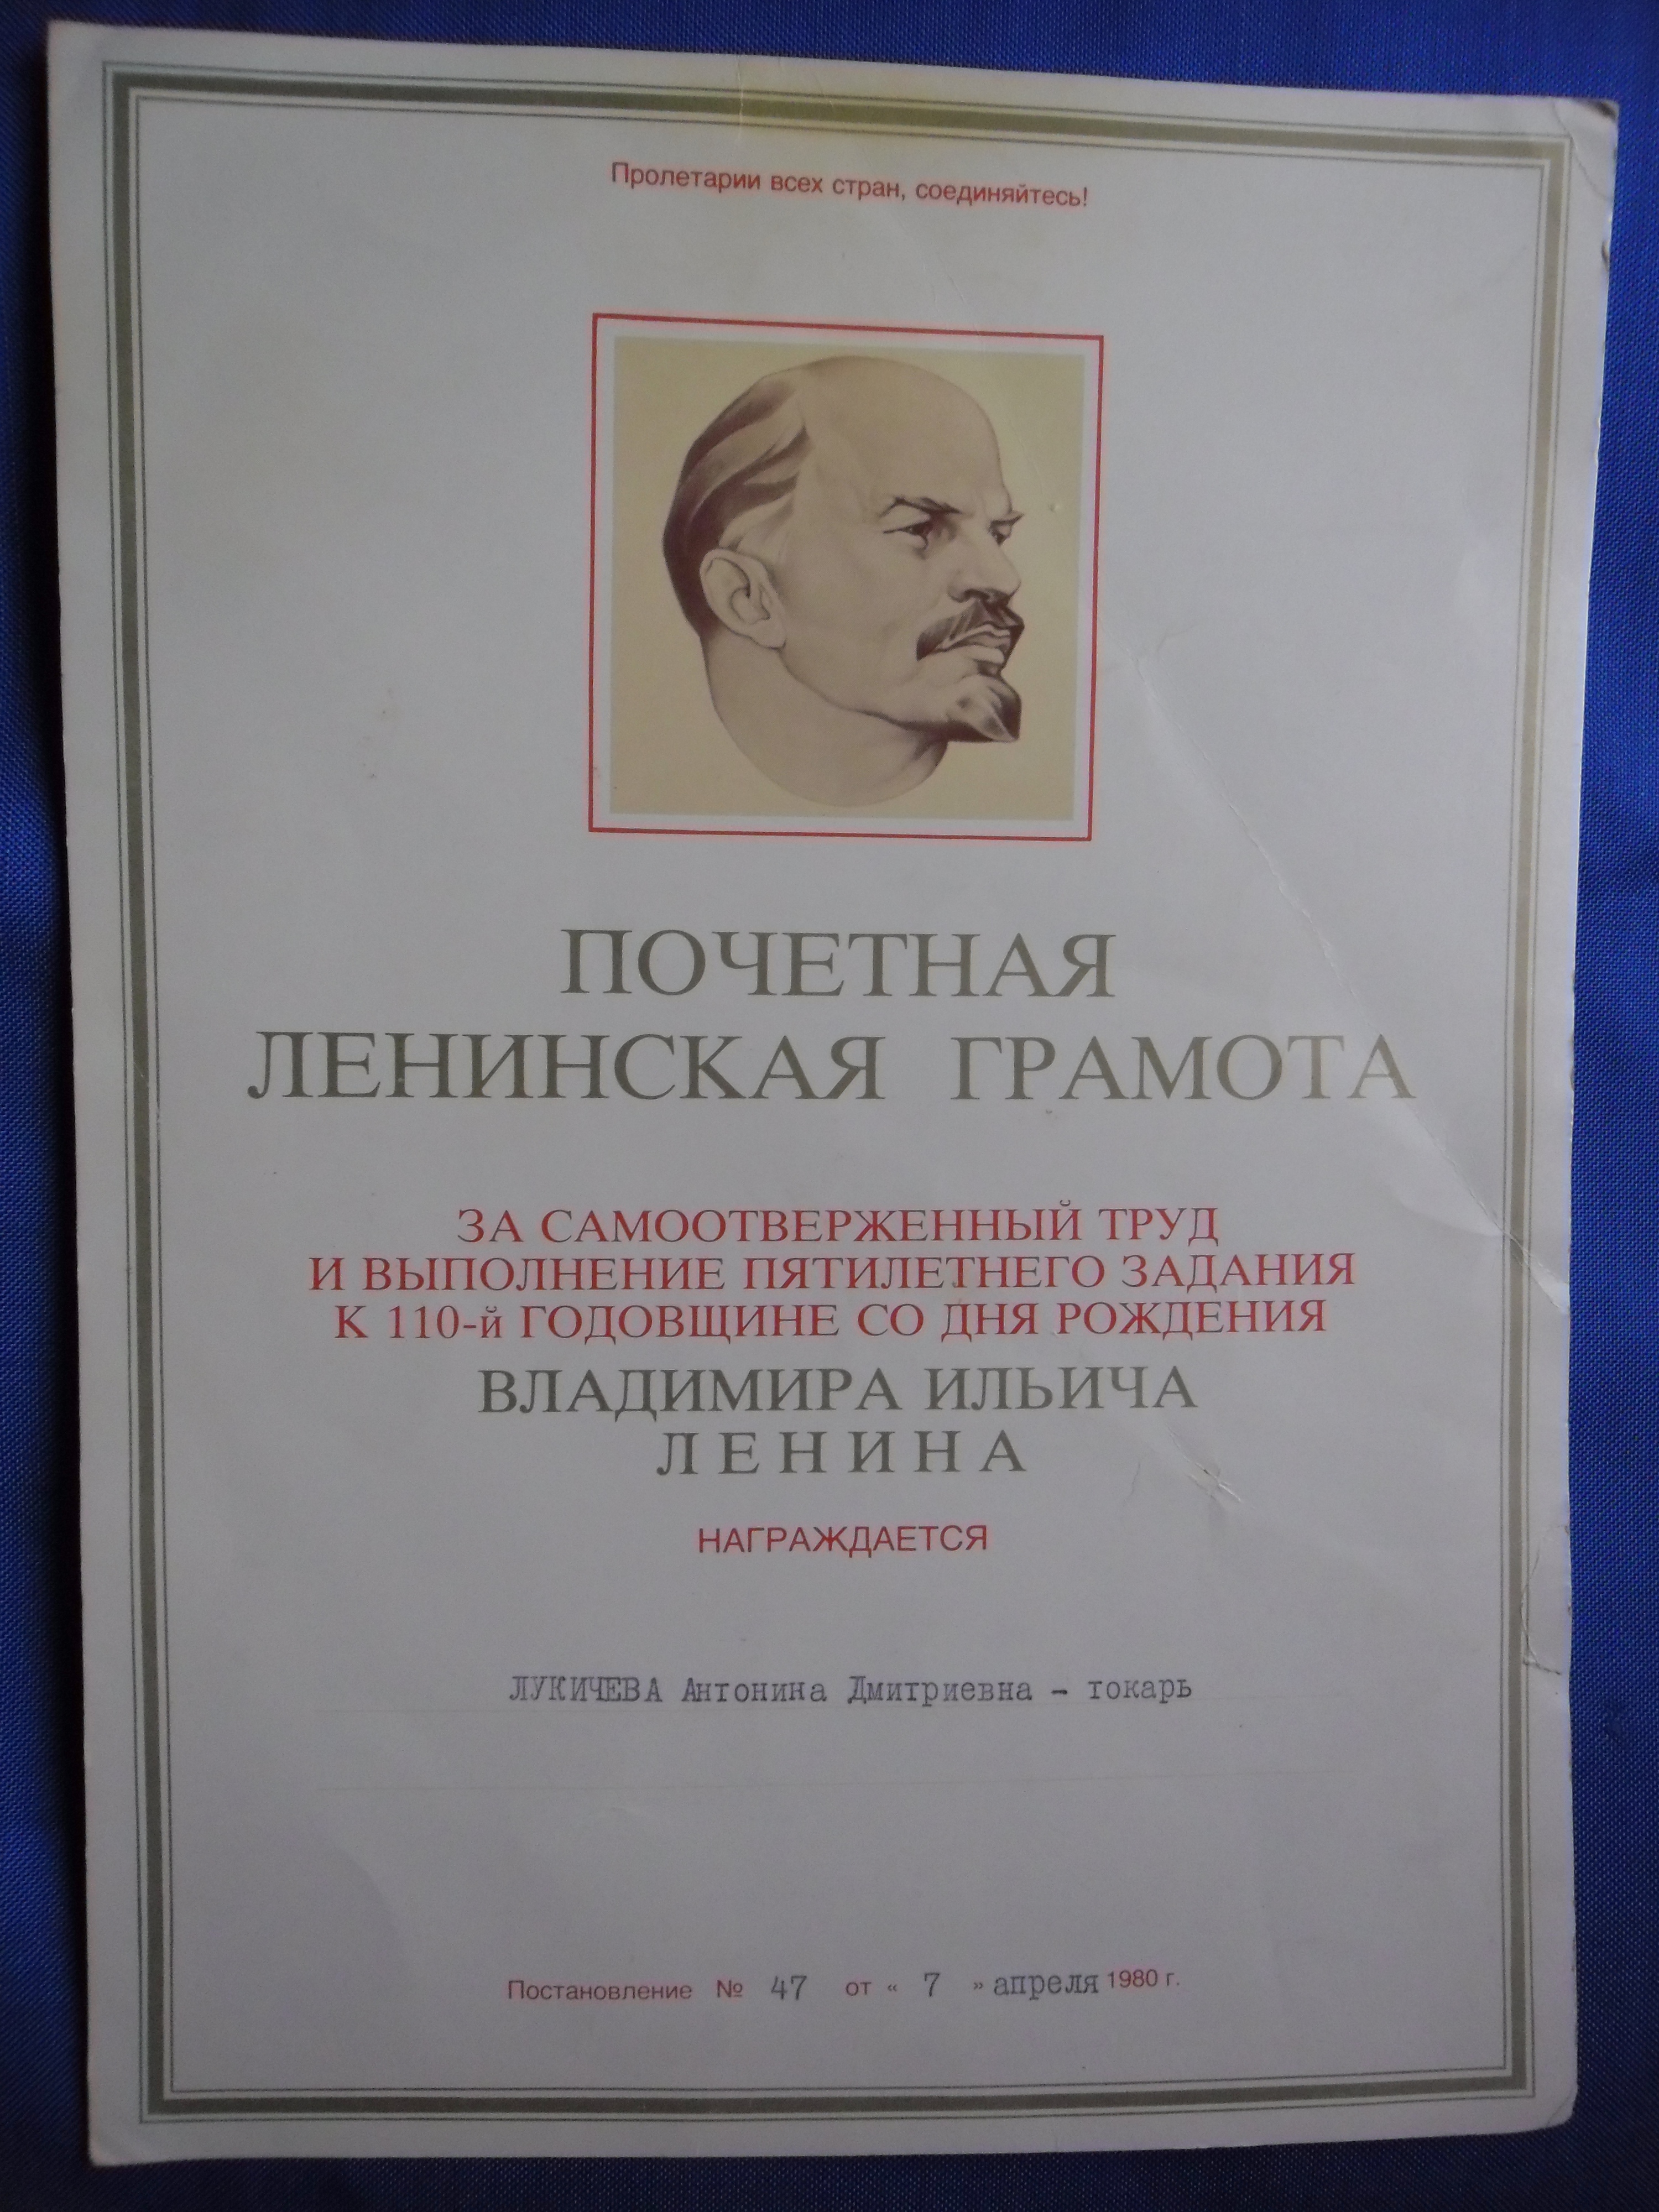 Пролетарии всех стран, соединяйтесь!
ПОЧЕТНАЯ
ЛЕНИНСКАЯ ГРАМОТА
ЗА САМООТВЕРЖЕННЫЙ ТРУД
И ВЫПОЛНЕНИЕ ПЯТИЛЕТНЕГО ЗАДАНИЯ
К 110-й ГОДОВЩИНЕ СО ДНЯ РОЖДЕНИЯ
ВЛАДИМИРА ИЛЬИЧА
ЛЕНИНА
НАГРАЖДАЕТСЯ
ЛУКИЧЕВА Антонина Дмитриевна - токарь
Постановление № 47 от « 7 » апреля 1980 г.